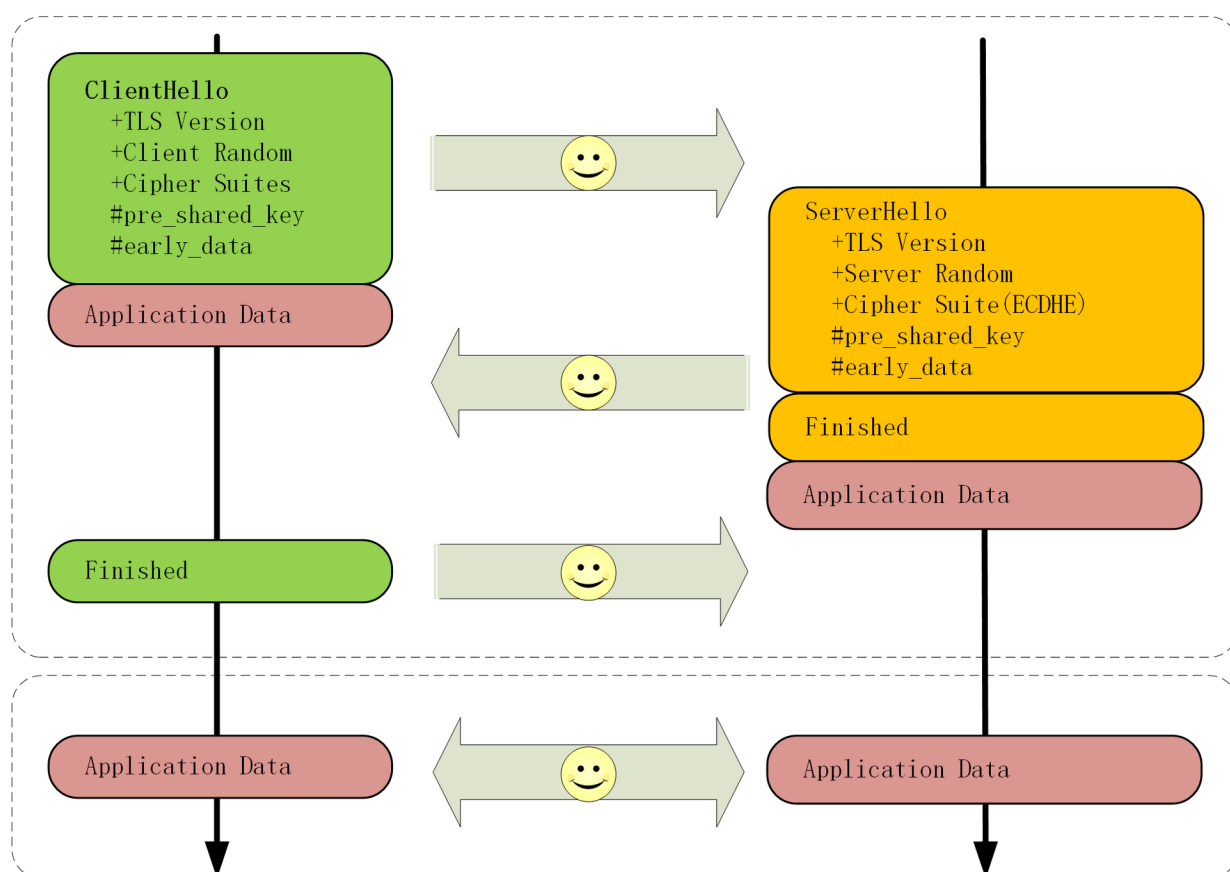 ClientHello
+TLS Version
+Client Random
+Cipher Suites
#pre_shared_key
#early_data
Application Data
ServerHello
+TLS Version
+Server Random
+Cipher Suite(ECDHE)
#pre_shared_key
#early_data
Finished
Application Data
Finished
Application Data
Application Data